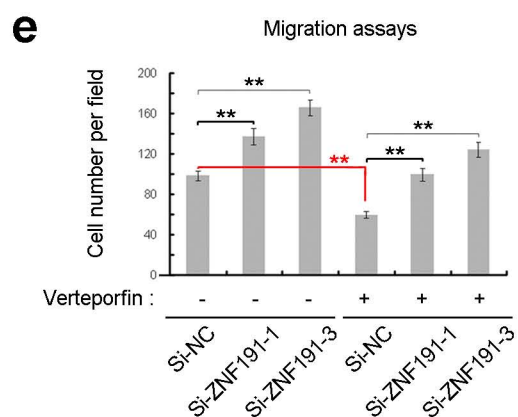 e
Migration assays
Cell number per field
200
160
120
80
40
0
**
**
**
**
**
Verteporfin : - - - + + +
Si-NC Si-ZNF191-1 Si-ZNF191-3 Si-NC Si-ZNF191-1 Si-ZNF191-3